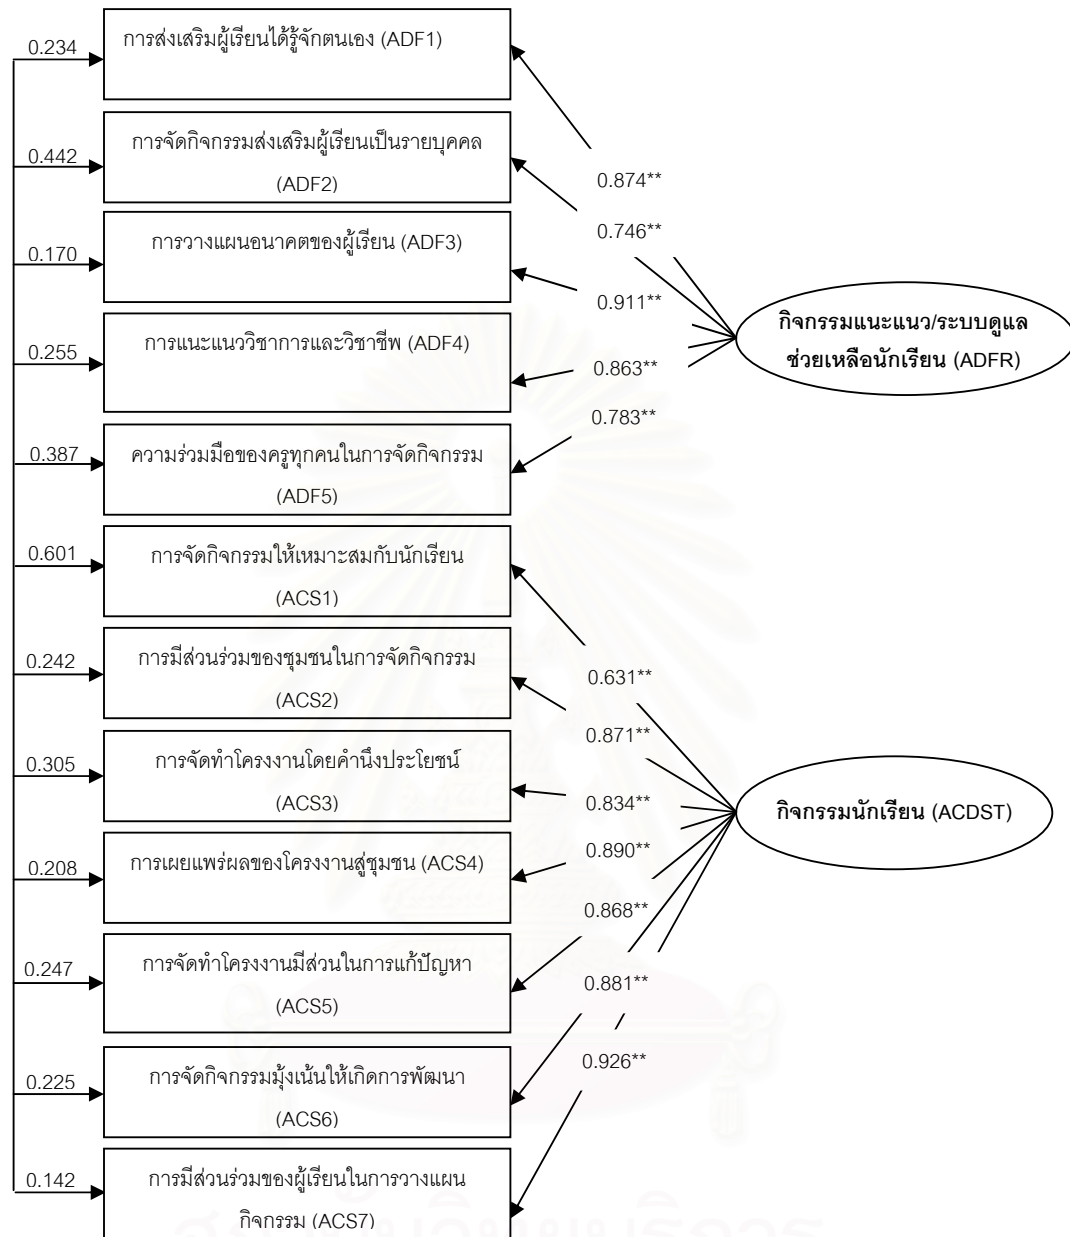 0.234
การส่งเสริมผู้เรียนได้รู้จักตนเอง (ADF1)
0.442
การจัดกิจกรรมส่งเสริมผู้เรียนเป็นรายบุคคล
(ADF2)
0.170
การวางแผนอนาคตของผู้เรียน (ADF3)
0.255
การแนะแนววิชาการและวิชาชีพ (ADF4)
0.387
ความร่วมมือของครูทุกคนในการจัดกิจกรรม
(ADF5)
0.601
การจัดกิจกรรมให้เหมาะสมกับนักเรียน
(ACS1)
0.242
การมีส่วนร่วมของชุมชนในการจัดกิจกรรม
(ACS2)
0.305
การจัดทำโครงงานโดยคำนึงประโยชน์
(ACS3)
0.208
การเผยแพร่ผลของโครงงานสู่ชุมชน (ACS4)
0.247
การจัดทำโครงงานมีส่วนในการแก้ปัญหา
(ACS5)
0.225
การจัดกิจกรรมมุ้งเน้นให้เกิดการพัฒนา
(ACS6)
0.142
การมีส่วนร่วมของผู้เรียนในการวางแผน
กิจกรรม (ACS7)
0.874**
0.746**
0.911**
0.863**
0.783**
กิจกรรมแนะแนว/ระบบดูแล
ช่วยเหลือนักเรียน (ADFR)
0.631**
0.871**
0.834**
0.890**
0.868**
0.881**
0.926**
กิจกรรมนักเรียน (ACDST)